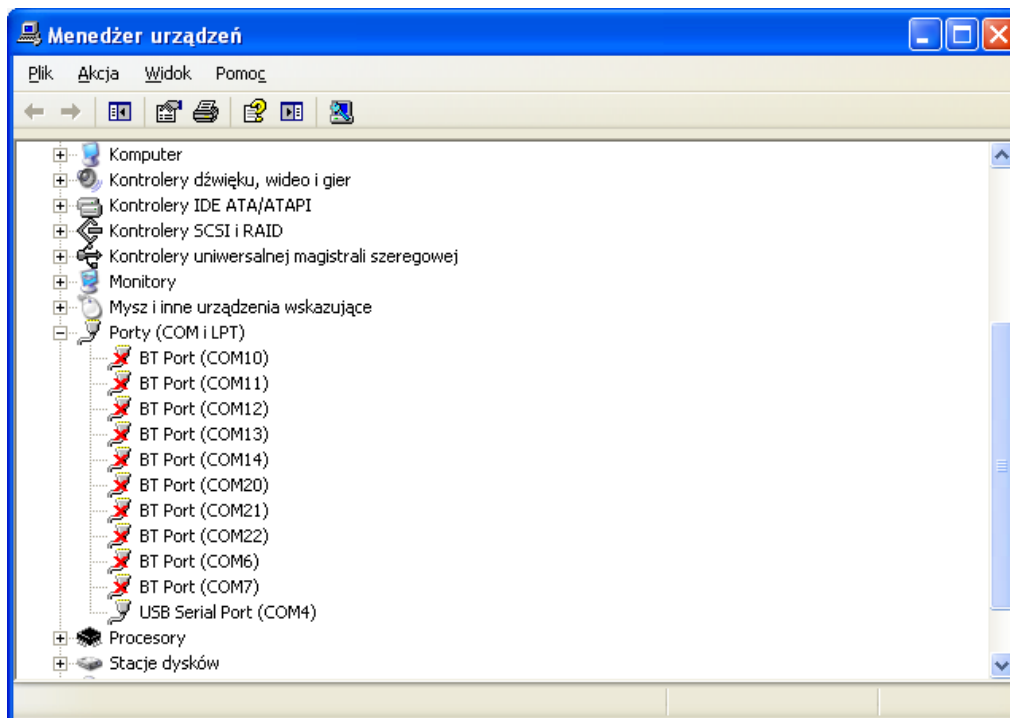 Menedżer urządzeń
Plik Akcja Widok Pomoc
Komputer
Kontrolery dźwięku, wideo i gier
Kontrolery IDE ATA/ATAPI
Kontrolery SCSI i RAID
Kontrolery uniwersalnej magistrali szeregowej
Monitory
Mysz i inne urządzenia wskazujące
Porty (COM i LPT)
BT Port (COM10)
BT Port (COM11)
BT Port (COM12)
BT Port (COM13)
BT Port (COM14)
BT Port (COM20)
BT Port (COM21)
BT Port (COM22)
BT Port (COM6)
BT Port (COM7)
USB Serial Port (COM4)
Procesory
Stacje dysków